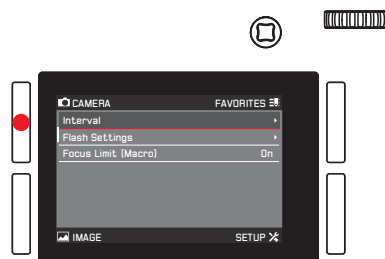 CAMERA FAVORITES
Interval
Flash Settings
Focus Limit (Macro) On
IMAGE SETUP